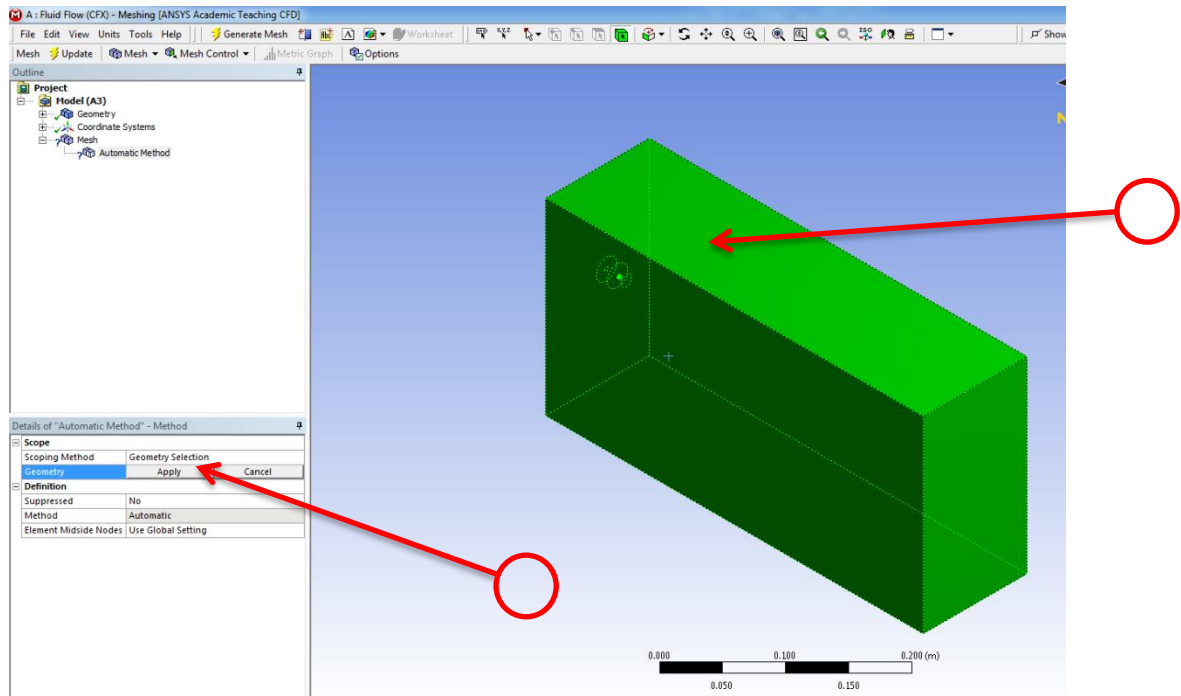 A : Fluid Flow (CFX) - Meshing [ANSYS Academic Teaching CFD]
File Edit View Units Tools Help Generate Mesh A Worksheet ISO Show
Mesh Update Mesh Mesh Control Metric Graph Options
Outline
Project
Model (A3)
Geometry
Coordinate Systems
Mesh
Automatic Method
Details of "Automatic Method" - Method
Scope
Scoping Method Geometry Selection
Geometry Apply Cancel
Definition
Suppressed No
Method Automatic
Element Midside Nodes Use Global Setting
0.000 0.100 0.200 (m)
0.050 0.150